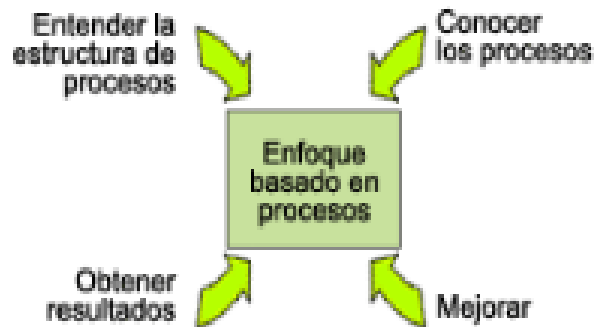 Entender la
estructura de
procesos
Conocer
los procesos
Enfoque
basado en
procesos
Obtener
resultados
Mejorar